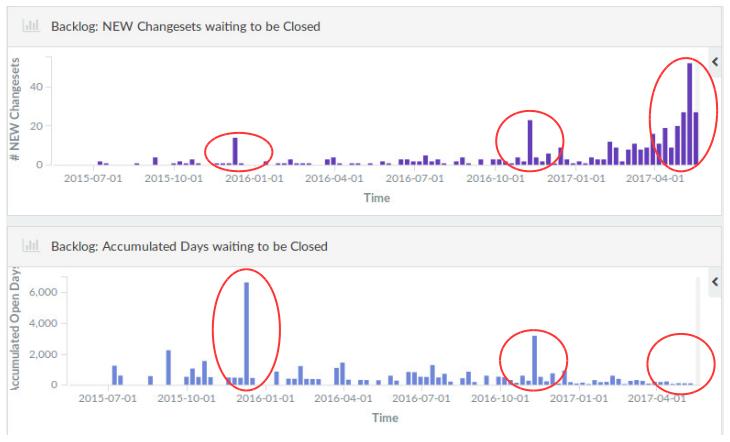 Backlog: NEW Changesets waiting to be Closed
# NEW Changesets
40
20
0
2015-07-01 2015-10-01 2016-01-01 2016-04-01 2016-07-01 2016-10-01 2017-01-01 2017-04-01
Time
Backlog: Accumulated Days waiting to be Closed
Accumulated Open Days
6,000
4,000
2,000
0
2015-07-01 2015-10-01 2016-01-01 2016-04-01 2016-07-01 2016-10-01 2017-01-01 2017-04-01
Time